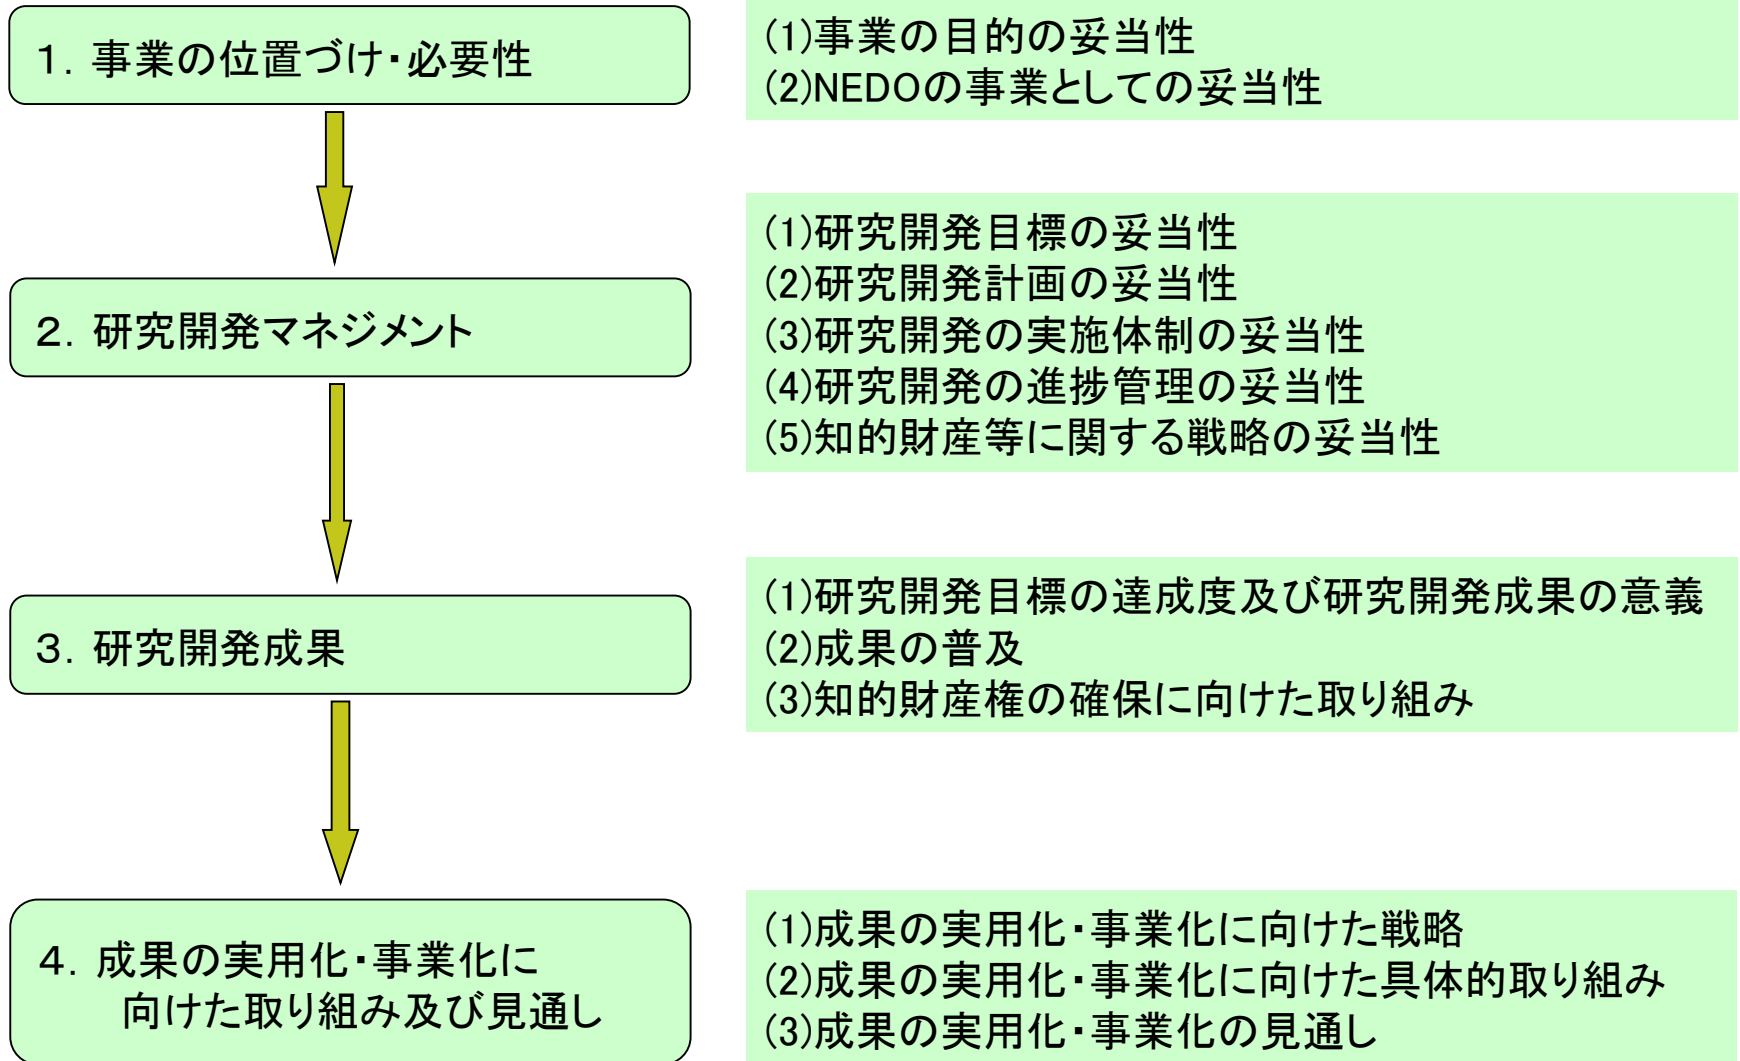 １．事業の位置づけ・必要性
(1)事業の目的の妥当性
(2)NEDOの事業としての妥当性
２．研究開発マネジメント
(1)研究開発目標の妥当性
(2)研究開発計画の妥当性
(3)研究開発の実施体制の妥当性
(4)研究開発の進捗管理の妥当性
(5)知的財産等に関する戦略の妥当性
３．研究開発成果
(1)研究開発目標の達成度及び研究開発成果の意義
(2)成果の普及
(3)知的財産権の確保に向けた取り組み
４．成果の実用化・事業化に
向けた取り組み及び見通し
(1)成果の実用化・事業化に向けた戦略
(2)成果の実用化・事業化に向けた具体的取り組み
(3)成果の実用化・事業化の見通し